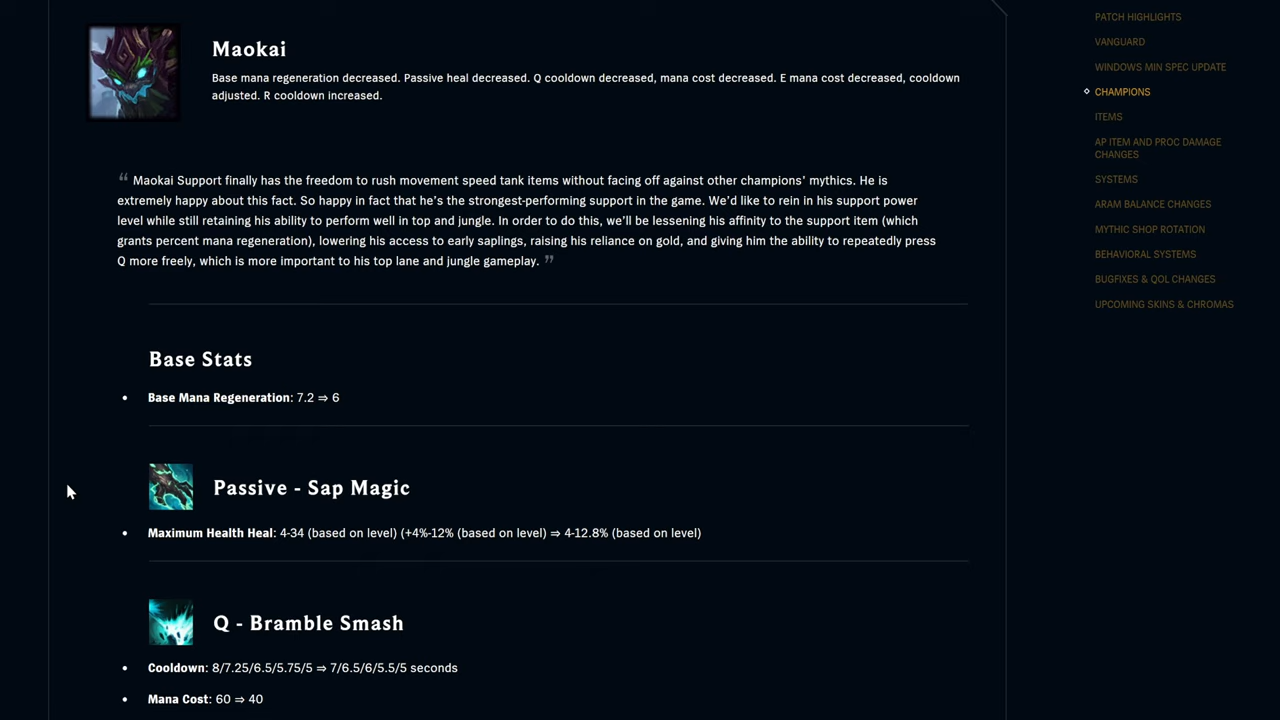 Maokai
Base mana regeneration decreased. Passive heal decreased. Q cooldown decreased, mana cost decreased. E mana cost decreased, cooldown
adjusted. R cooldown increased.
“ Maokai Support finally has the freedom to rush movement speed tank items without facing off against other champions’ mythics. He is
extremely happy about this fact. So happy in fact that he’s the strongest-performing support in the game. We’d like to rein in his support power
level while still retaining his ability to perform well in top and jungle. In order to do this, we’ll be lessening his affinity to the support item (which
grants percent mana regeneration), lowering his access to early saplings, raising his reliance on gold, and giving him the ability to repeatedly press
Q more freely, which is more important to his top lane and jungle gameplay. ”
Base Stats
• Base Mana Regeneration: 7.2 ⇒ 6
Passive - Sap Magic
• Maximum Health Heal: 4-34 (based on level) (+4%-12% (based on level) ⇒ 4-12.8% (based on level)
Q - Bramble Smash
• Cooldown: 8/7.25/6.5/5.75/5 ⇒ 7/6.5/6/5.5/5 seconds
• Mana Cost: 60 ⇒ 40
PATCH HIGHLIGHTS
VANGUARD
WINDOWS MIN SPEC UPDATE
CHAMPIONS
ITEMS
AP ITEM AND PROC DAMAGE
CHANGES
SYSTEMS
ARAM BALANCE CHANGES
MYTHIC SHOP ROTATION
BEHAVIORAL SYSTEMS
BUGFIXES & QOL CHANGES
UPCOMING SKINS & CHROMAS